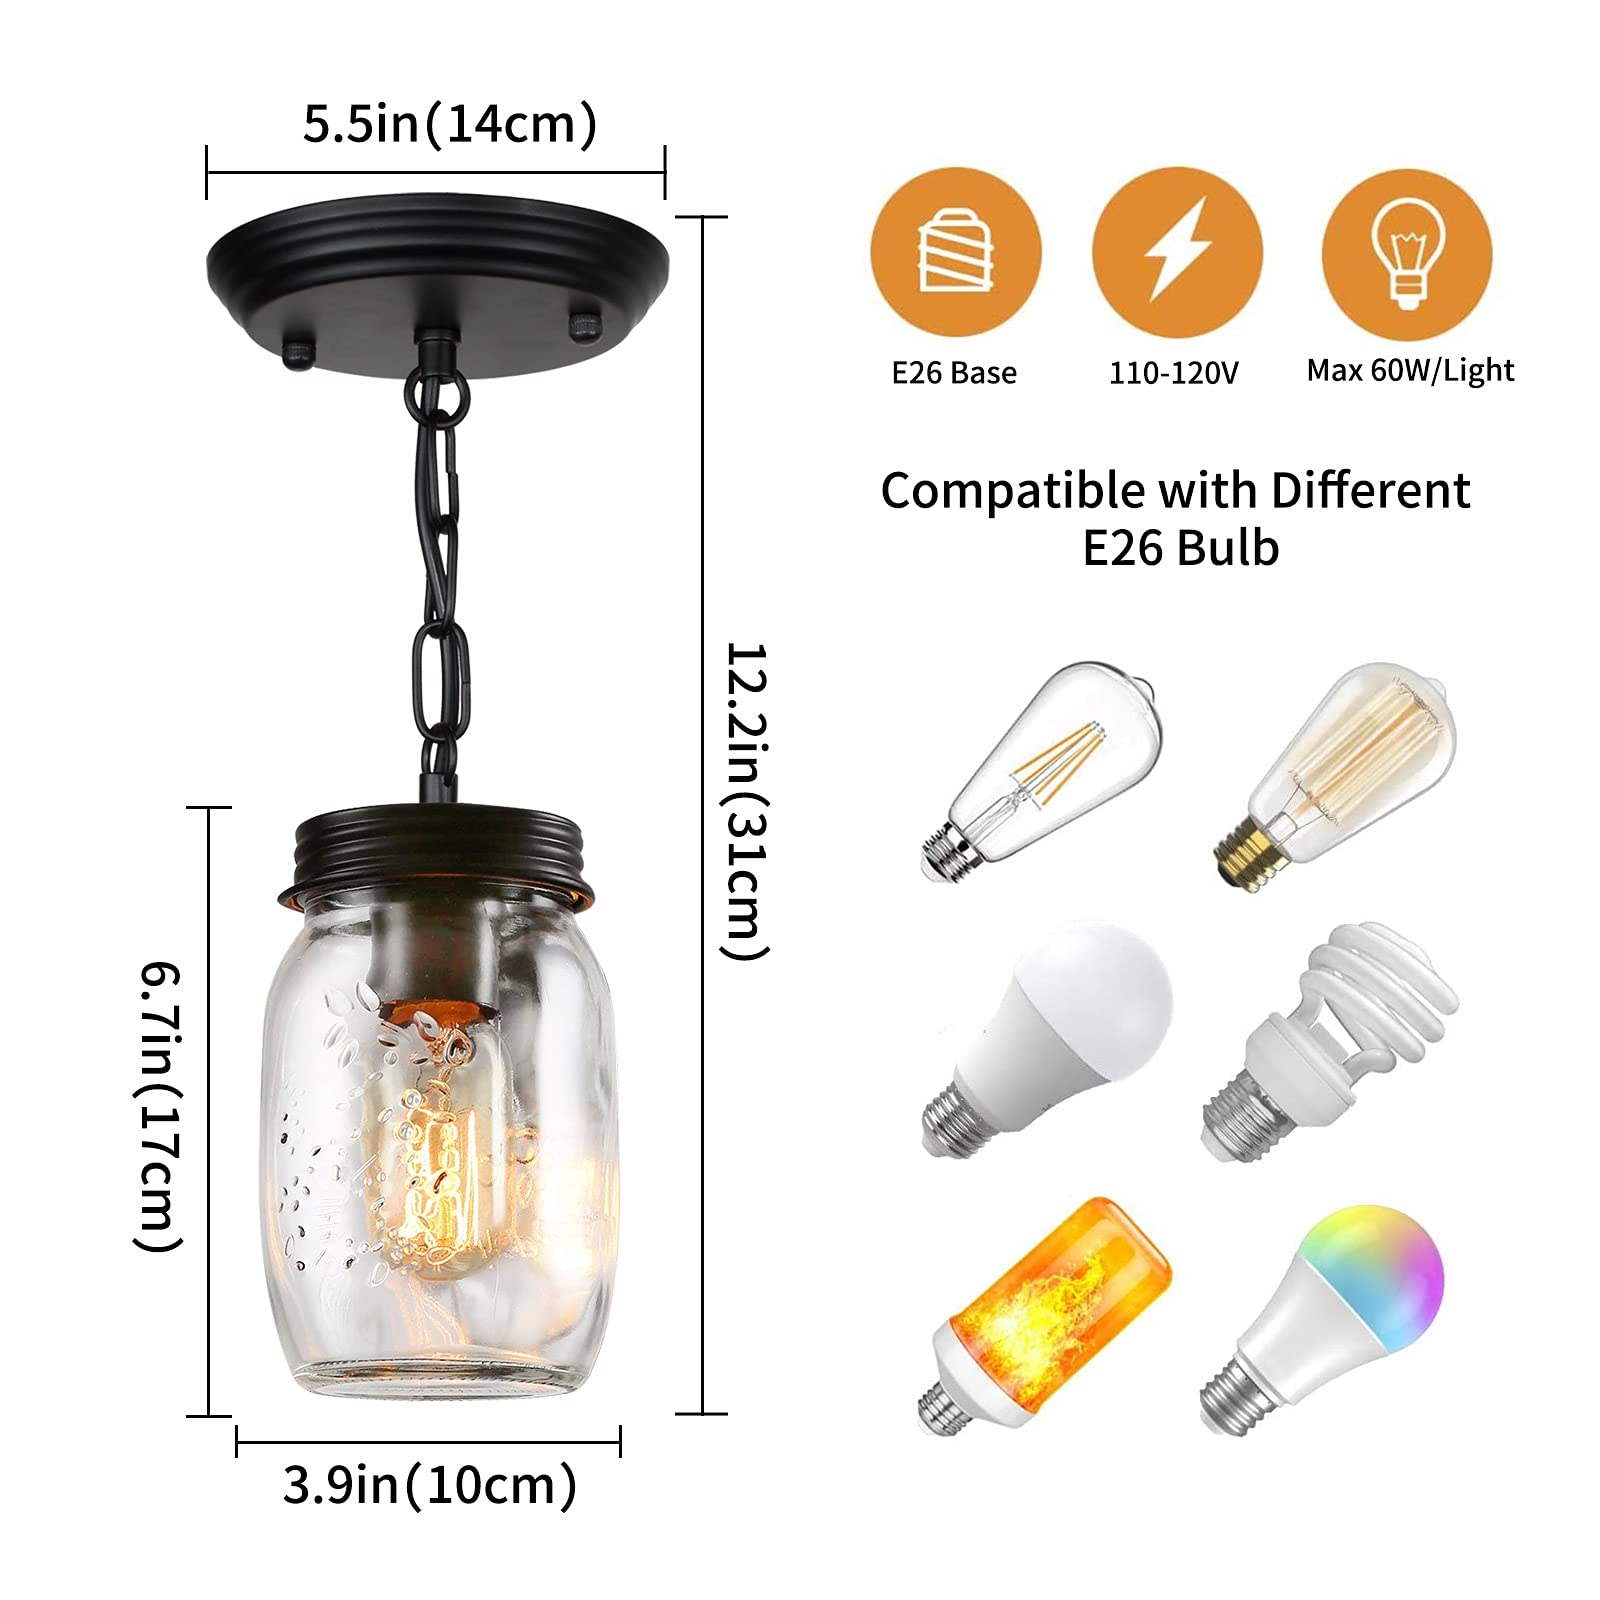 5.5in(14cm)
12.2in(31cm)
6.7in(17cm)
3.9in(10cm)
E26 Base
110-120V
Max 60W/Light
Compatible with Different
E26 Bulb